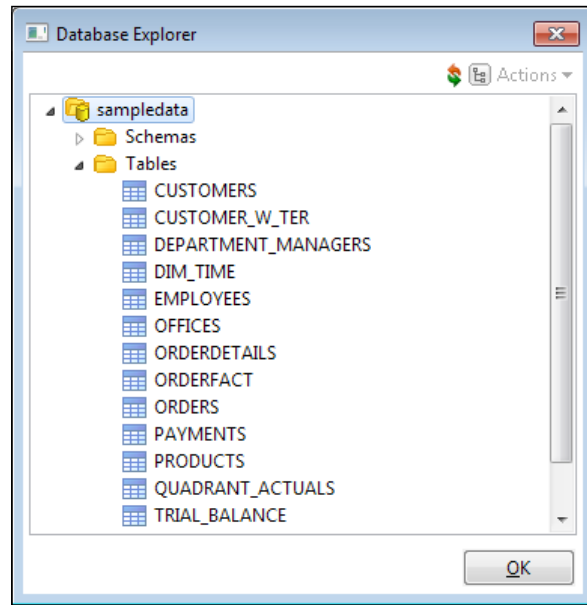 Database Explorer
Actions
sampledata
Schemas
Tables
CUSTOMERS
CUSTOMER_W_TER
DEPARTMENT_MANAGERS
DIM_TIME
EMPLOYEES
OFFICES
ORDERDETAILS
ORDERFACT
ORDERS
PAYMENTS
PRODUCTS
QUADRANT_ACTUALS
TRIAL_BALANCE
OK